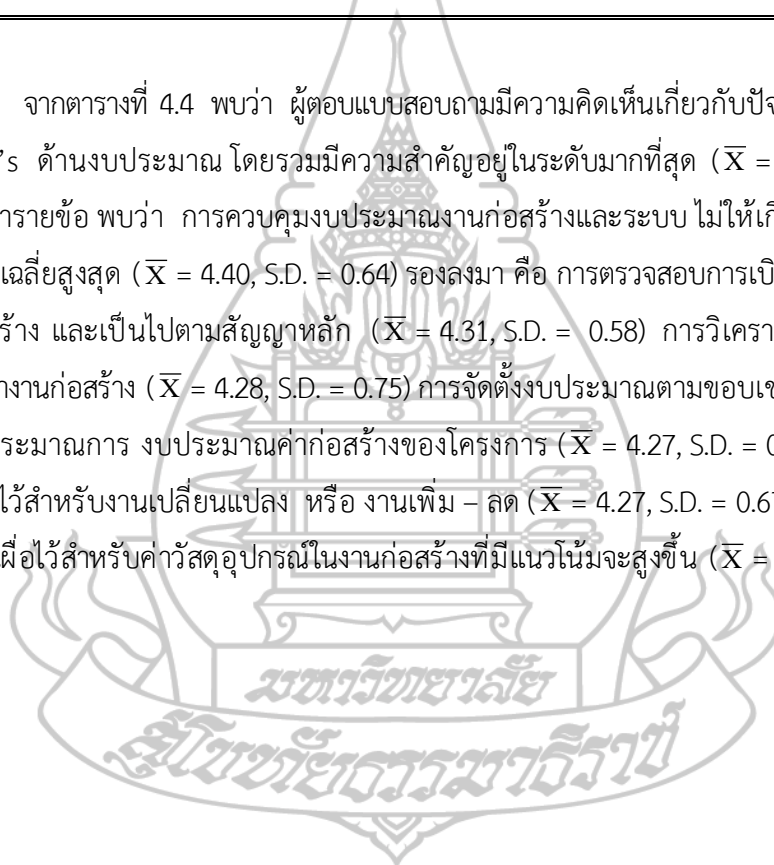 จากตารางที่ 4.4 พบว่า ผู้ตอบแบบสอบถามมีความคิดเห็นเกี่ยวกับปัจ
's ด้านงบประมาณ โดยรวมมีความสำคัญอยู่ในระดับมากที่สุด (X̅ =
ารายข้อ พบว่า การควบคุมงบประมาณงานก่อสร้างและระบบ ไม่ให้เกิ
เฉลี่ยสูงสุด (X̅ = 4.40, S.D. = 0.64) รองลงมา คือ การตรวจสอบการเบิ
ร้าง และเป็นไปตามสัญญาหลัก (X̅ = 4.31, S.D. = 0.58) การวิเครา
างานก่อสร้าง (X̅ = 4.28, S.D. = 0.75) การจัดตั้งงบประมาณตามขอบเข
ระมาณการ งบประมาณค่าก่อสร้างของโครงการ (X̅ = 4.27, S.D. = 0
ไว้สำหรับงานเปลี่ยนแปลง หรือ งานเพิ่ม – ลด (X̅ = 4.27, S.D. = 0.67
ผื่อไว้สำหรับค่าวัสดุอุปกรณ์ในงานก่อสร้างที่มีแนวโน้มจะสูงขึ้น (X̅ =
มหาวิทยาลัย
สุโขทัยธรรมาธิราช